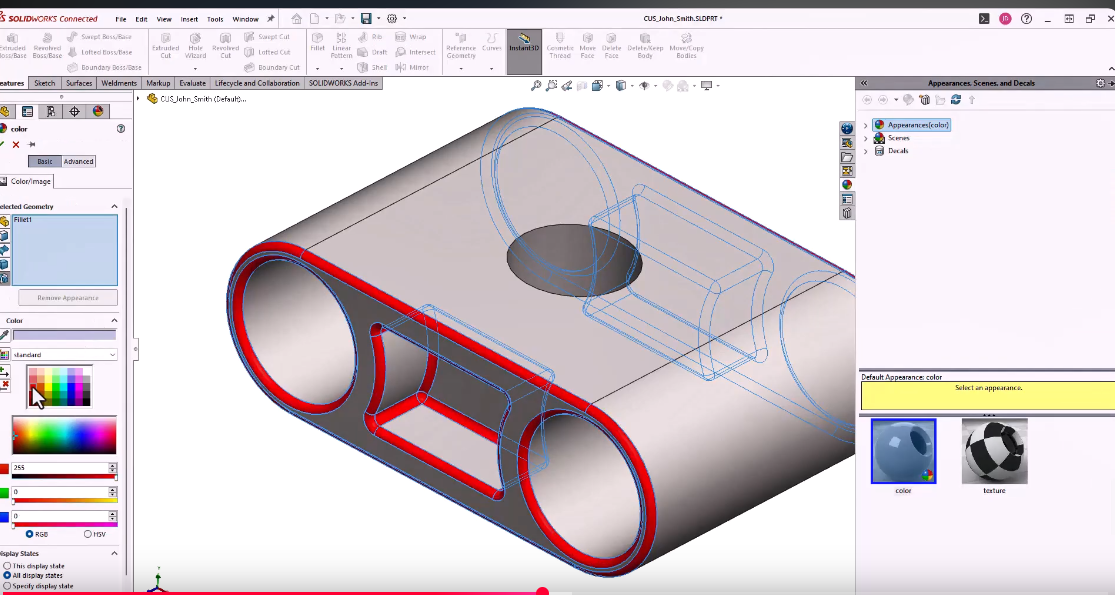 SOLIDWORKS Connected
File
Edit
View
Insert
Tools
Window
CUS_John_Smith.SLDPRT *
Extruded
Boss/Base
Revolved
Boss/Base
Swept Boss/Base
Lofted Boss/Base
Boundary Boss/Base
Extruded
Cut
Hole
Wizard
Revolved
Cut
Swept Cut
Lofted Cut
Boundary Cut
Fillet
Linear
Pattern
Rib
Draft
Shell
Wrap
Intersect
Mirror
Reference
Geometry
Curves
Instant3D
Cosmetic
Thread
Move
Face
Delete
Face
Delete/Keep
Body
Move/Copy
Bodies
eatures
Sketch
Surfaces
Weldments
Markup
Evaluate
Lifecycle and Collaboration
SOLIDWORKS Add-Ins
CUS_John_Smith (Default)...
color
Basic
Advanced
Color/Image
elected Geometry
Fillet1
Remove Appearance
Color
standard
255
0
0
RGB
HSV
Display States
This display state
All display states
Specify display state
Appearances, Scenes, and Decals
Appearances(color)
Scenes
Decals
Default Appearance: color
Select an appearance.
color
texture